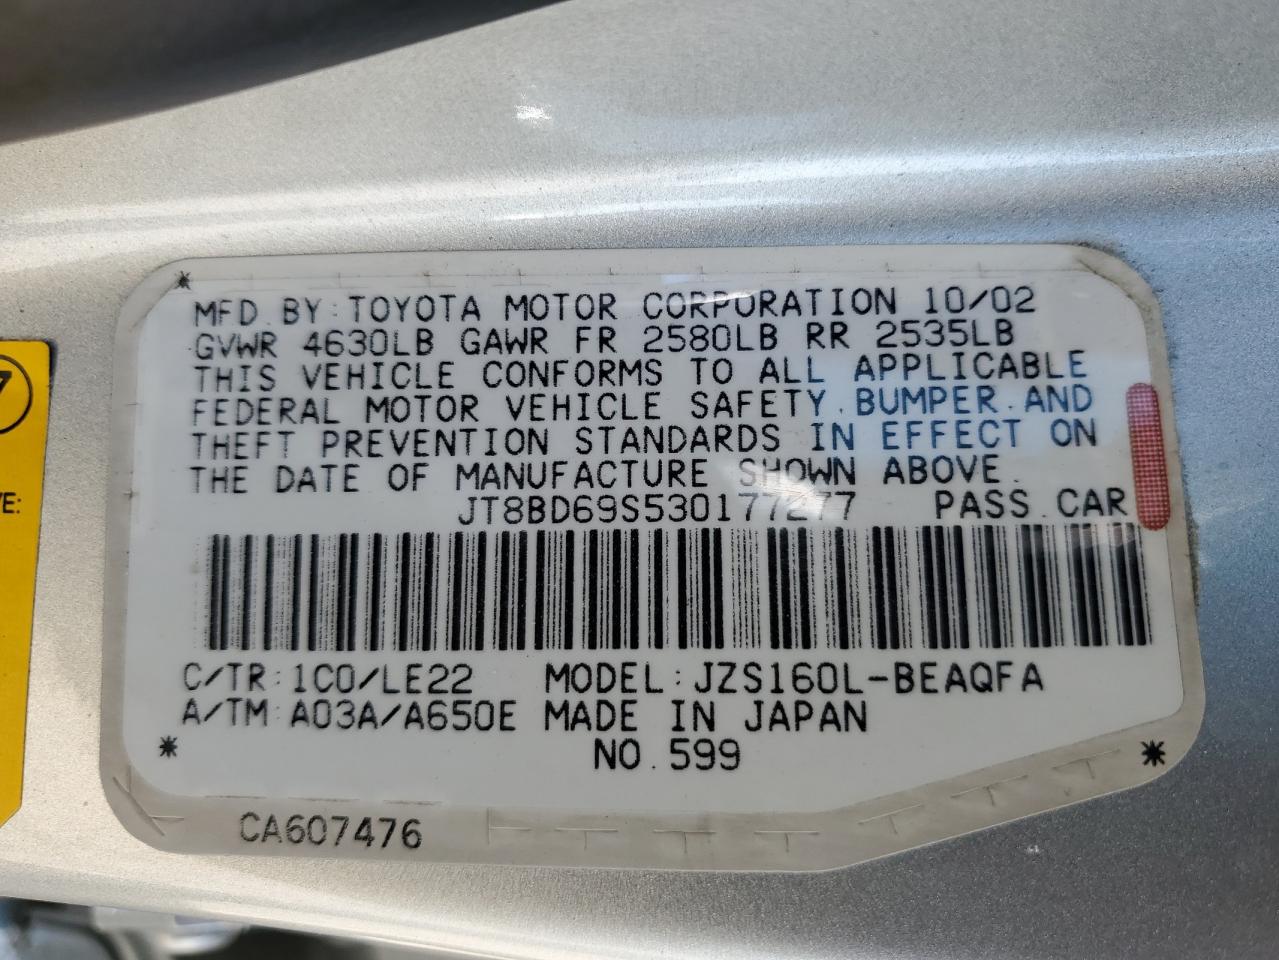 MFD. BY: TOYOTA MOTOR CORPORATION 10/02
GVWR 4630LB GAWR FR 2580LB RR 2535LB
THIS VEHICLE CONFORMS TO ALL APPLICABLE
FEDERAL MOTOR VEHICLE SAFETY, BUMPER, AND
THEFT PREVENTION STANDARDS IN EFFECT ON
THE DATE OF MANUFACTURE SHOWN ABOVE.
JT8BD69S530177277 PASS. CAR
C/TR: 1C0/LE22 MODEL: JZS160L-BEAQFA
A/TM: A03A/A650E MADE IN JAPAN
NO. 599
CA607476
7